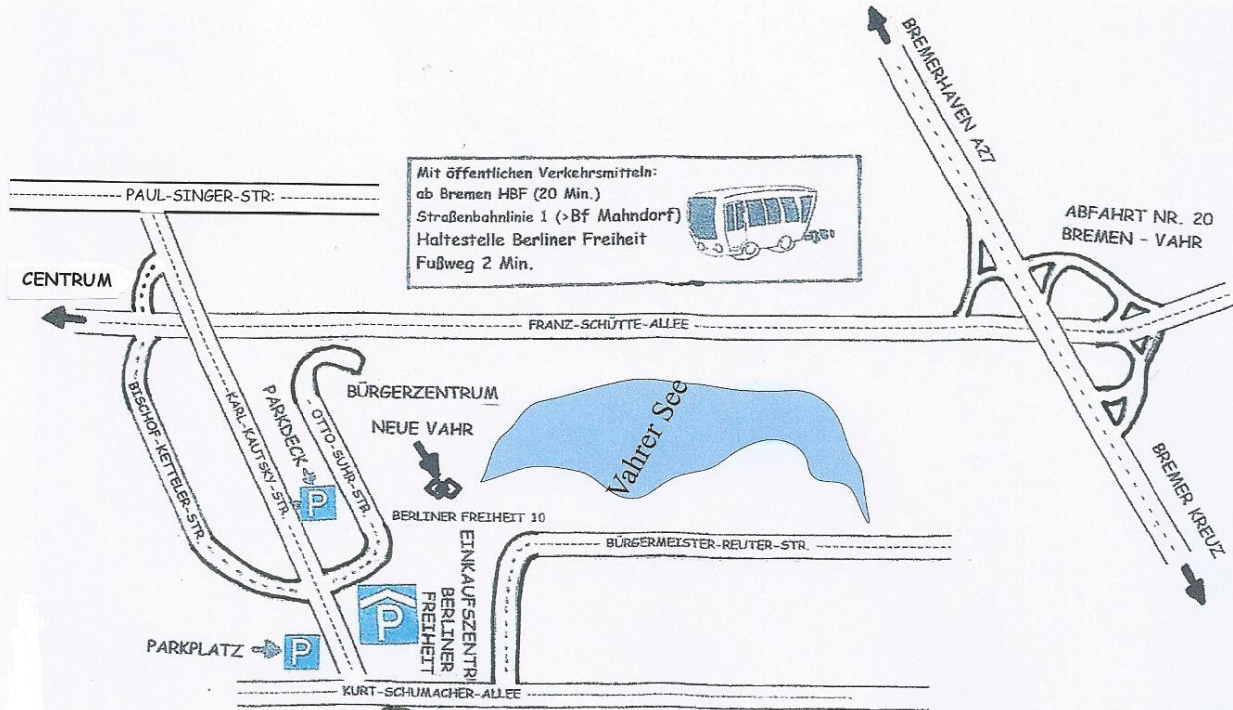 BREMERHAVEN A27
Mit öffentlichen Verkehrsmitteln:
ab Bremen HBF (20 Min.)
Straßenbahnlinie 1 (>Bf Mahndorf)
Haltestelle Berliner Freiheit
Fußweg 2 Min.
PAUL-SINGER-STR:
ABFAHRT NR. 20
BREMEN - VAHR
CENTRUM
FRANZ-SCHÜTTE-ALLEE
BISCHOF-KETTELER-STR.
KARL-KAUTSKY-STR.
PARKDECK
P
OTTO-SUHR-STR.
BÜRGERZENTRUM
NEUE VAHR
BERLINER FREIHEIT 10
Vahrer See
BREMER KREUZ
BÜRGERMEISTER-REUTER-STR.
EINKAUFSZENTR
BERLINER
FREIHEIT
P
PARKPLATZ
P
KURT-SCHUMACHER-ALLEE